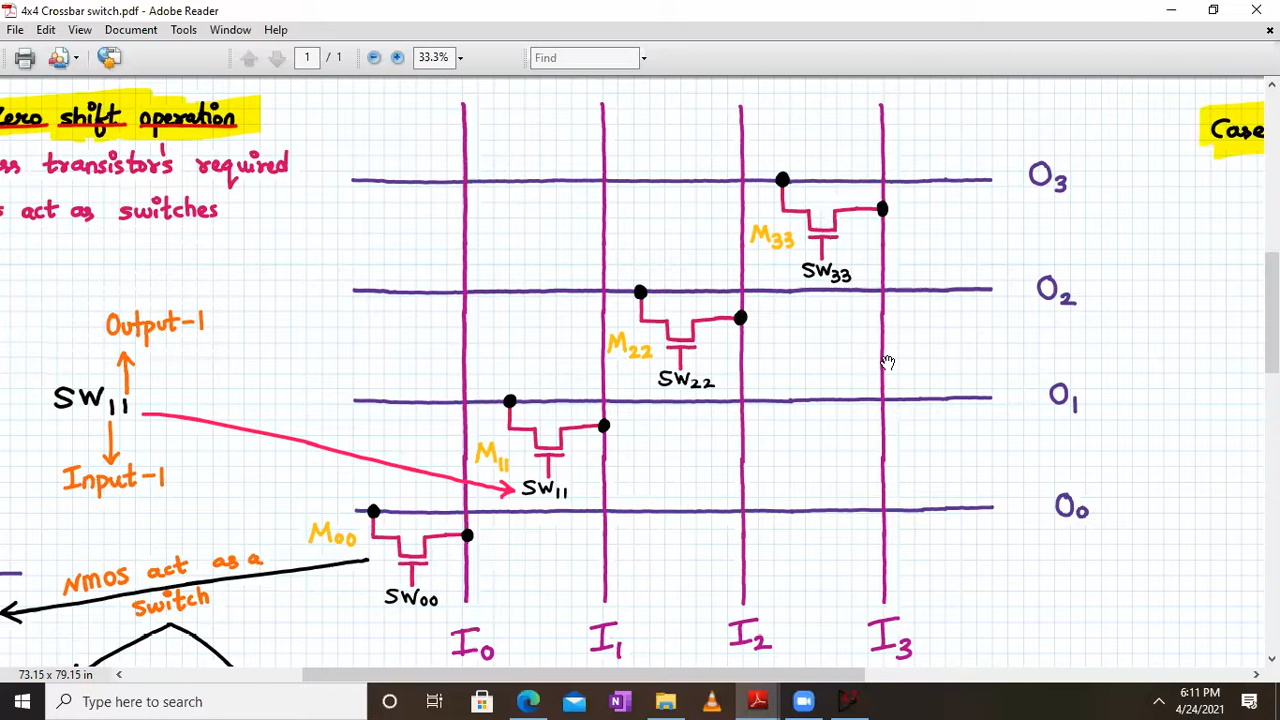 4x4 Crossbar switch.pdf - Adobe Reader
File Edit View Document Tools Window Help
1 / 1 33.3% Find
Zero shift operation
ss transistor's required
s act as switches
Case
O3
M33
SW33
O2
M22
SW22
Output-1
SW11
Input-1
O1
M11
SW11
O0
M00
SW00
NMOS act as a
switch
I0 I1 I2 I3
73.15 x 79.15 in
Type here to search
6:11 PM
4/24/2021